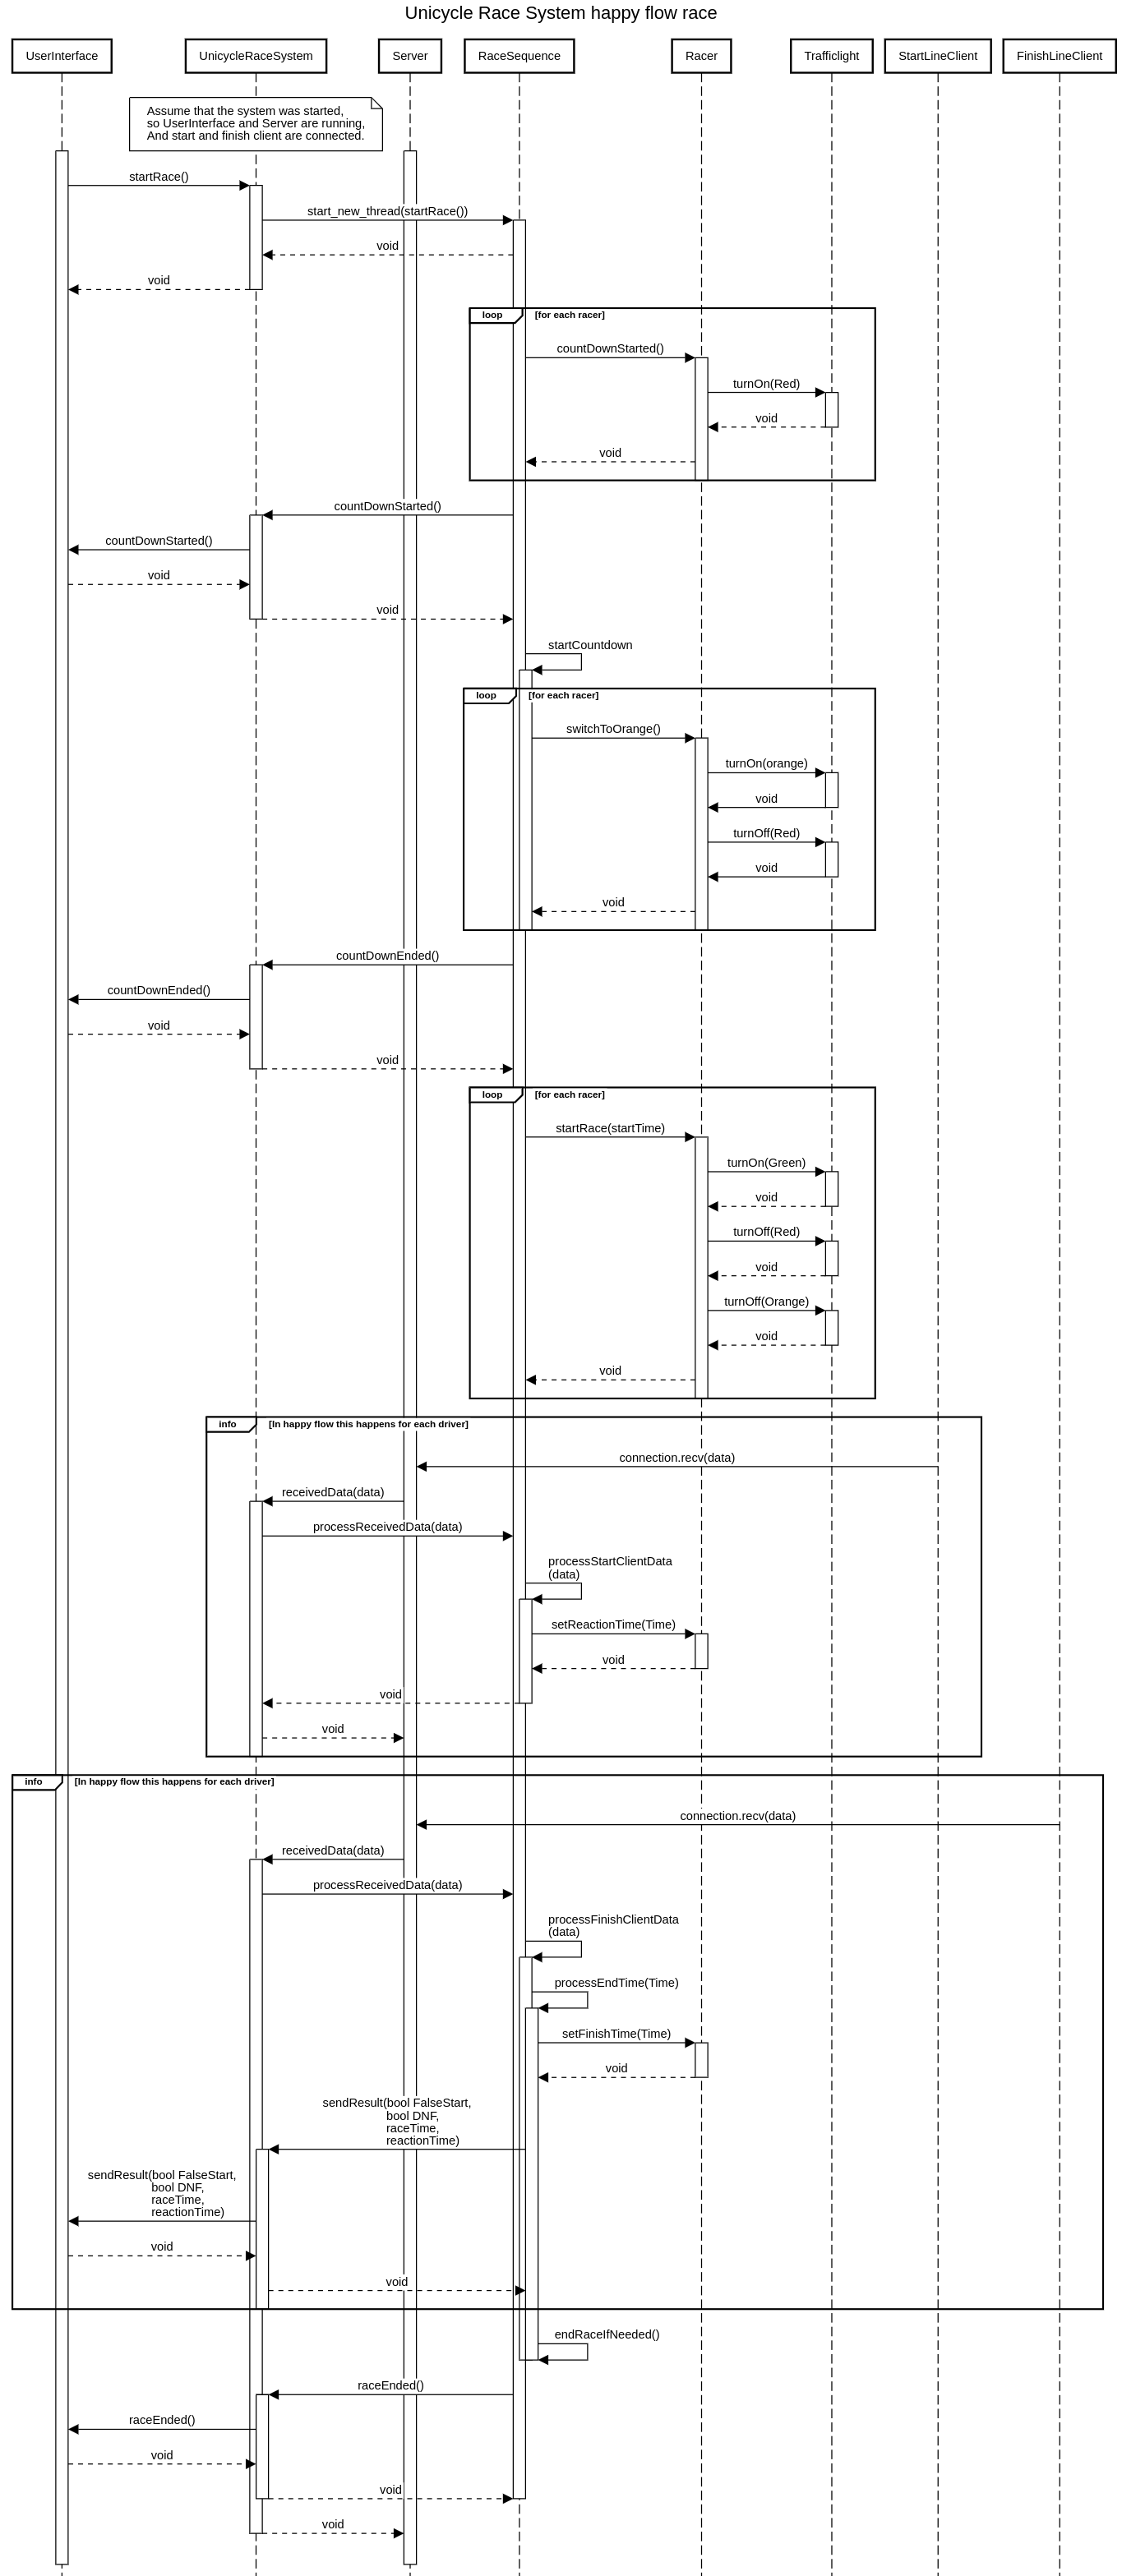 Unicycle Race System happy flow race
UserInterface
UnicycleRaceSystem
Server
RaceSequence
Racer
Trafficlight
StartLineClient
FinishLineClient
Assume that the system was started,
so UserInterface and Server are running,
And start and finish client are connected.
startRace()
start_new_thread(startRace())
void
void
loop
[for each racer]
countDownStarted()
turnOn(Red)
void
void
countDownStarted()
countDownStarted()
void
void
startCountdown
loop
[for each racer]
switchToOrange()
turnOn(orange)
void
turnOff(Red)
void
void
countDownEnded()
countDownEnded()
void
void
loop
[for each racer]
startRace(startTime)
turnOn(Green)
void
turnOff(Red)
void
turnOff(Orange)
void
void
info
[In happy flow this happens for each driver]
connection.recv(data)
receivedData(data)
processReceivedData(data)
processStartClientData
(data)
setReactionTime(Time)
void
void
void
info
[In happy flow this happens for each driver]
connection.recv(data)
receivedData(data)
processReceivedData(data)
processFinishClientData
(data)
processEndTime(Time)
setFinishTime(Time)
void
sendResult(bool FalseStart,
bool DNF,
raceTime,
reactionTime)
sendResult(bool FalseStart,
bool DNF,
raceTime,
reactionTime)
void
void
endRaceIfNeeded()
raceEnded()
raceEnded()
void
void
void